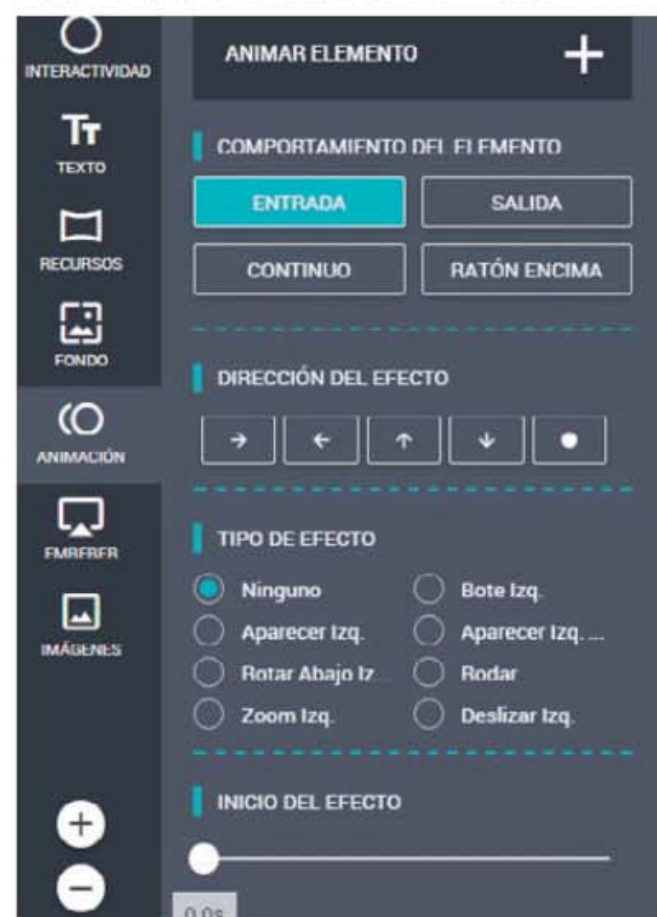 INTERACTIVIDAD
TEXTO
RECURSOS
FONDO
ANIMACIÓN
EMBEBER
IMÁGENES
ANIMAR ELEMENTO
COMPORTAMIENTO DEL ELEMENTO
ENTRADA SALIDA
CONTINUO RATÓN ENCIMA
DIRECCIÓN DEL EFECTO
TIPO DE EFECTO
Ninguno Bote Izq.
Aparecer Izq. Aparecer Izq. ...
Rotar Abajo Iz... Rodar
Zoom Izq. Deslizar Izq.
INICIO DEL EFECTO
0.0s